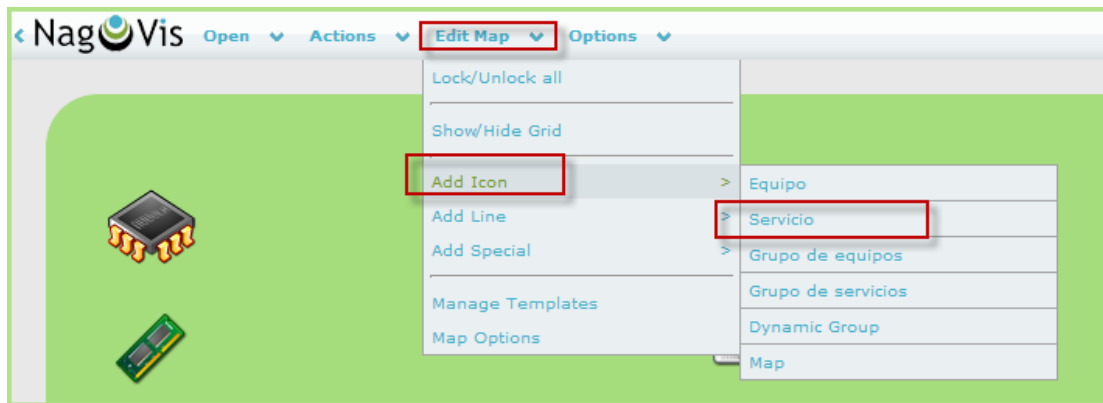 < NagVis Open Actions Edit Map Options
Lock/Unlock all
Show/Hide Grid
Add Icon >
Add Line >
Add Special >
Manage Templates
Map Options
Equipo
Servicio
Grupo de equipos
Grupo de servicios
Dynamic Group
Map